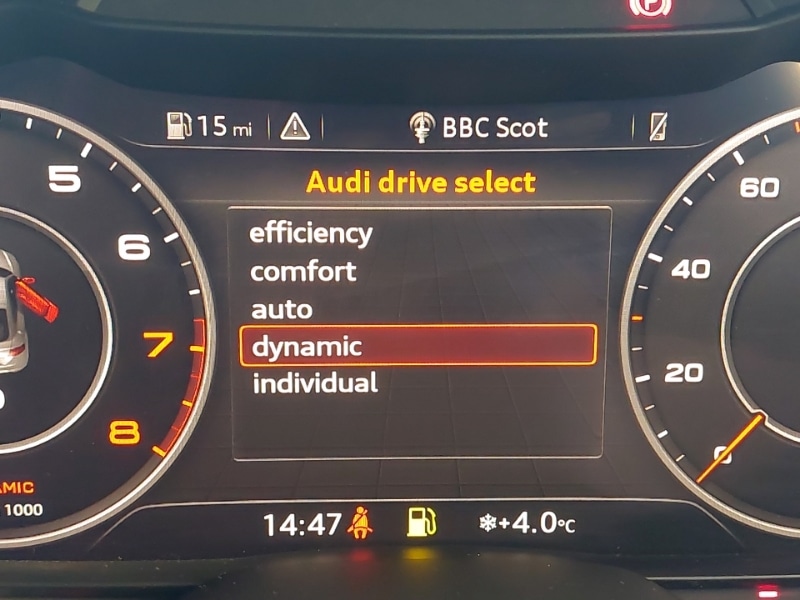 P
15 mi
BBC Scot
Audi drive select
efficiency
comfort
auto
dynamic
individual
5
6
7
8
60
40
20
0
AMIC
1000
14:47
+4.0°C